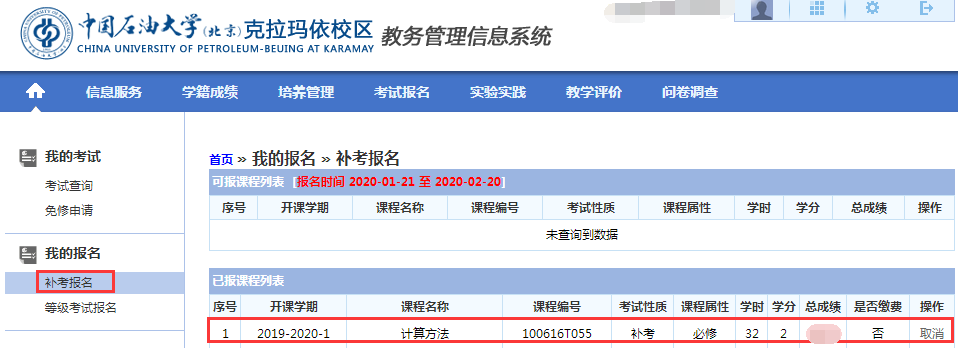 中国石油大学(北京)克拉玛依校区
CHINA UNIVERSITY OF PETROLEUM-BEIJING AT KARAMAY
教务管理信息系统
信息服务 学籍成绩 培养管理 考试报名 实验实践 教学评价 问卷调查
我的考试
考试查询
免修申请
我的报名
补考报名
等级考试报名
首页 » 我的报名 » 补考报名
可报课程列表 [报名时间 2020-01-21 至 2020-02-20]
序号 开课学期 课程名称 课程编号 考试性质 课程属性 学时 学分 总成绩 操作
未查询到数据
已报课程列表
序号 开课学期 课程名称 课程编号 考试性质 课程属性 学时 学分 总成绩 是否缴费 操作
1 2019-2020-1 计算方法 100616T055 补考 必修 32 2 否 取消